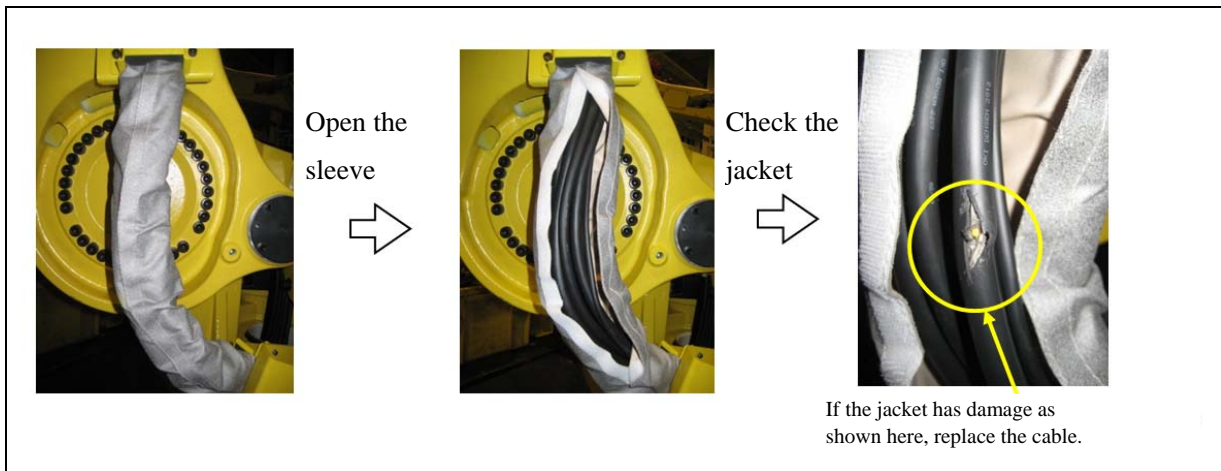 Open the
sleeve
Check the
jacket
If the jacket has damage as
shown here, replace the cable.